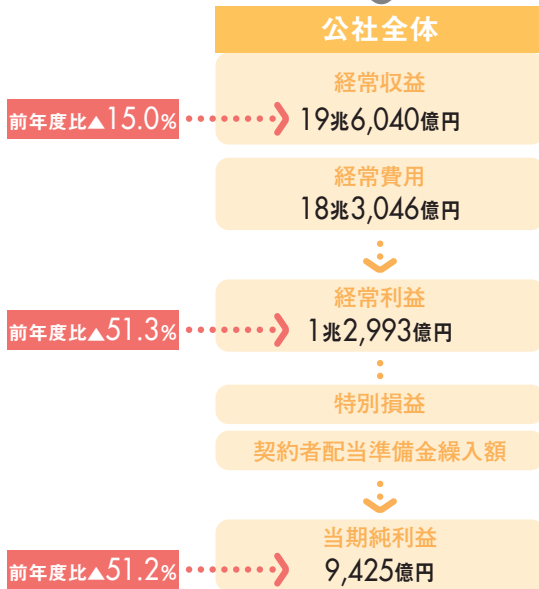 公社全体
経常収益
前年度比▲15.0%
19兆6,040億円
経常費用
18兆3,046億円
経常利益
前年度比▲51.3%
1兆2,993億円
特別損益
契約者配当準備金繰入額
当期純利益
前年度比▲51.2%
9,425億円